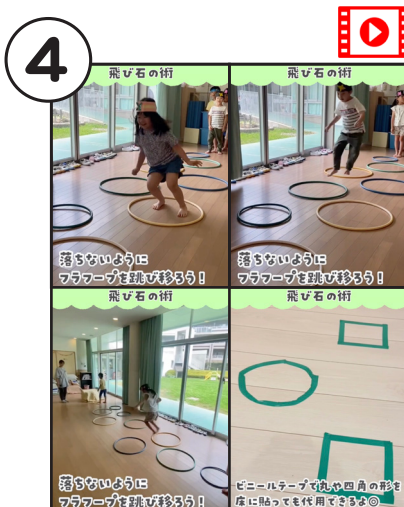 4
飛び石の術
落ちないように
フラフープを跳び移ろう!
飛び石の術
落ちないように
フラフープを跳び移ろう!
飛び石の術
落ちないように
フラフープを跳び移ろう!
飛び石の術
ビニールテープで丸や四角の形を
床に貼っても代用できるよ◎